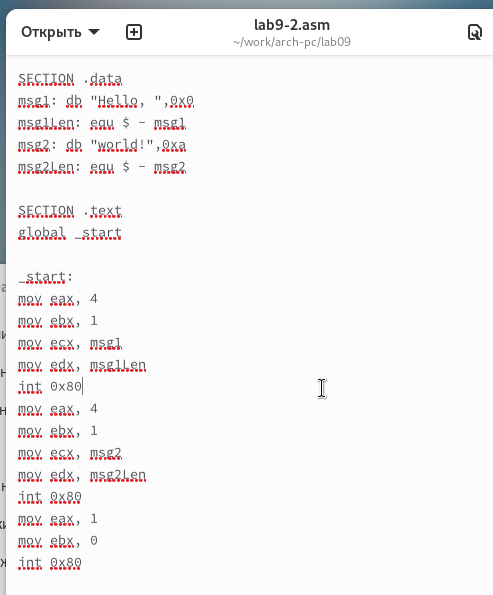 Открыть
lab9-2.asm
~/work/arch-pc/lab09
SECTION .data
msg1: db "Hello, ",0x0
msg1Len: equ $ - msg1
msg2: db "world!",0xa
msg2Len: equ $ - msg2
SECTION .text
global _start
_start:
mov eax, 4
mov ebx, 1
mov ecx, msg1
mov edx, msg1Len
int 0x80
mov eax, 4
mov ebx, 1
mov ecx, msg2
mov edx, msg2Len
int 0x80
mov eax, 1
mov ebx, 0
int 0x80